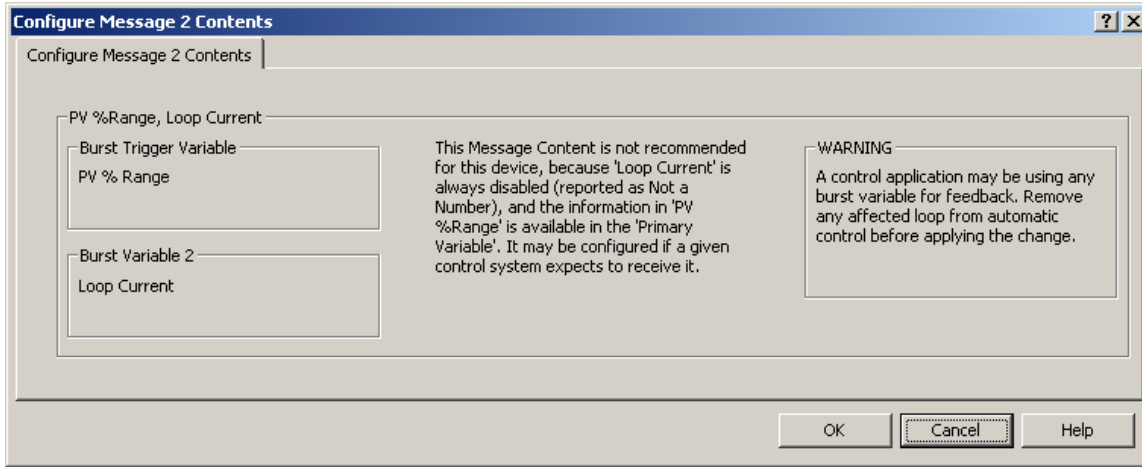 Configure Message 2 Contents
Configure Message 2 Contents
PV %Range, Loop Current
Burst Trigger Variable
PV % Range
Burst Variable 2
Loop Current
This Message Content is not recommended
for this device, because 'Loop Current' is
always disabled (reported as Not a
Number), and the information in 'PV
%Range' is available in the 'Primary
Variable'. It may be configured if a given
control system expects to receive it.
WARNING
A control application may be using any
burst variable for feedback. Remove
any affected loop from automatic
control before applying the change.
OK
Cancel
Help